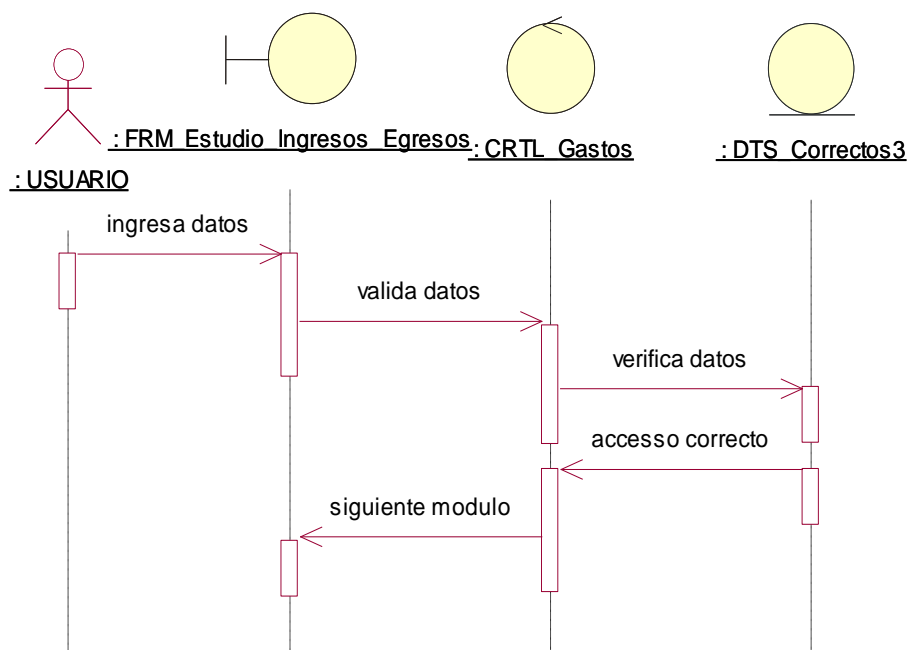 : FRM_Estudio_Ingresos_Egresos
: CRTL_Gastos
: DTS_Correctos3
: USUARIO
ingresa datos
valida datos
verifica datos
accesso correcto
siguiente modulo